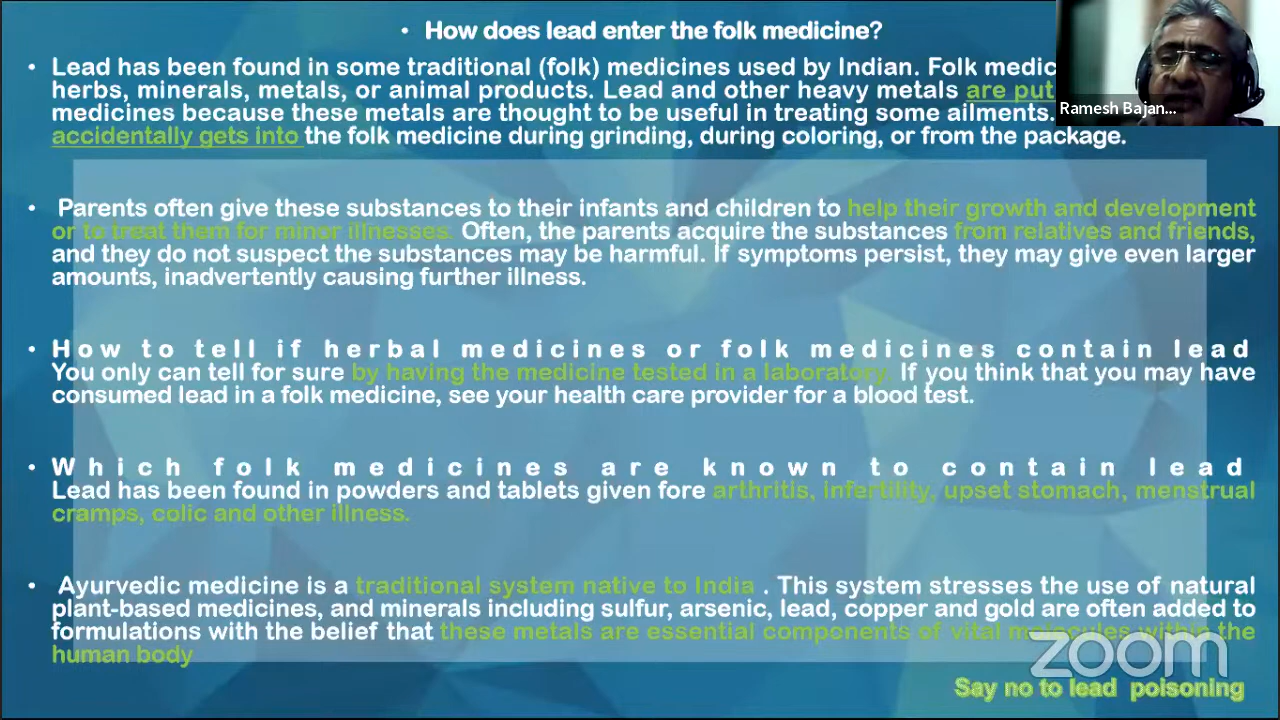 • How does lead enter the folk medicine?
• Lead has been found in some traditional (folk) medicines used by Indian. Folk medic
herbs, minerals, metals, or animal products. Lead and other heavy metals are put
medicines because these metals are thought to be useful in treating some ailments.
accidentally gets into the folk medicine during grinding, during coloring, or from the package.
Ramesh Bajan...
• Parents often give these substances to their infants and children to help their growth and development
or to treat them for minor illnesses. Often, the parents acquire the substances from relatives and friends,
and they do not suspect the substances may be harmful. If symptoms persist, they may give even larger
amounts, inadvertently causing further illness.
• How to tell if herbal medicines or folk medicines contain lead
You only can tell for sure by having the medicine tested in a laboratory. If you think that you may have
consumed lead in a folk medicine, see your health care provider for a blood test.
• Which folk medicines are known to contain lead
Lead has been found in powders and tablets given fore arthritis, infertility, upset stomach, menstrual
cramps, colic and other illness.
• Ayurvedic medicine is a traditional system native to India . This system stresses the use of natural
plant-based medicines, and minerals including sulfur, arsenic, lead, copper and gold are often added to
formulations with the belief that these metals are essential components of vital molecules within the
human body
zoom
Say no to lead poisoning